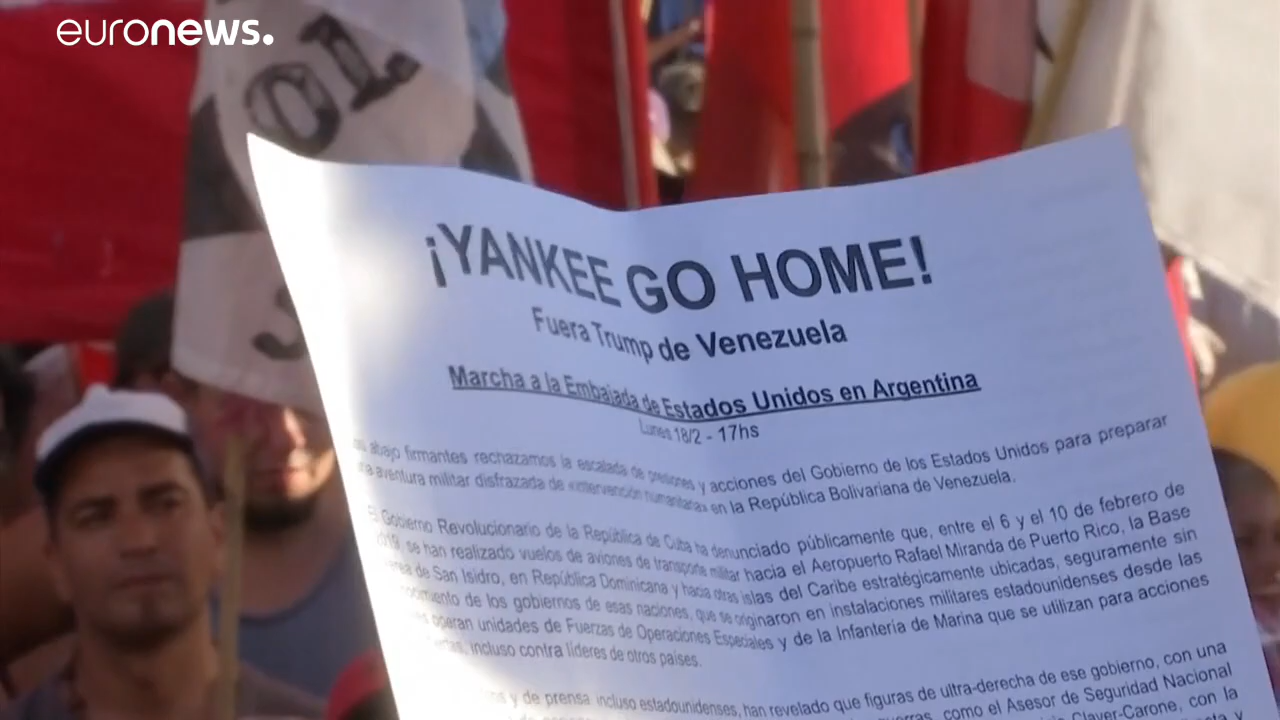 euronews.
OL
¡YANKEE GO HOME!
Fuera Trump de Venezuela
Marcha a la Embajada de Estados Unidos en Argentina
Lunes 18/2 - 17hs
abajo firmantes rechazamos la escalada de presiones y acciones del Gobierno de los Estados Unidos para preparar
aventura militar disfrazada de «intervención humanitaria» en la República Bolivariana de Venezuela.
El Gobierno Revolucionario de la República de Cuba ha denunciado públicamente que, entre el 6 y el 10 de febrero de
2019, se han realizado vuelos de aviones de transporte militar hacia el Aeropuerto Rafael Miranda de Puerto Rico, la Base
de San Isidro, en República Dominicana y hacia otras islas del Caribe estratégicamente ubicadas, seguramente sin
de los gobiernos de esas naciones, que se originaron en instalaciones militares estadounidenses desde las
operan unidades de Fuerzas de Operaciones Especiales y de la Infantería de Marina que se utilizan para acciones
incluso contra líderes de otros países.
y de prensa incluso estadounidenses, han revelado que figuras de ultra-derecha de ese gobierno, con una
como el Asesor de Seguridad Nacional
Claver-Carone, con la